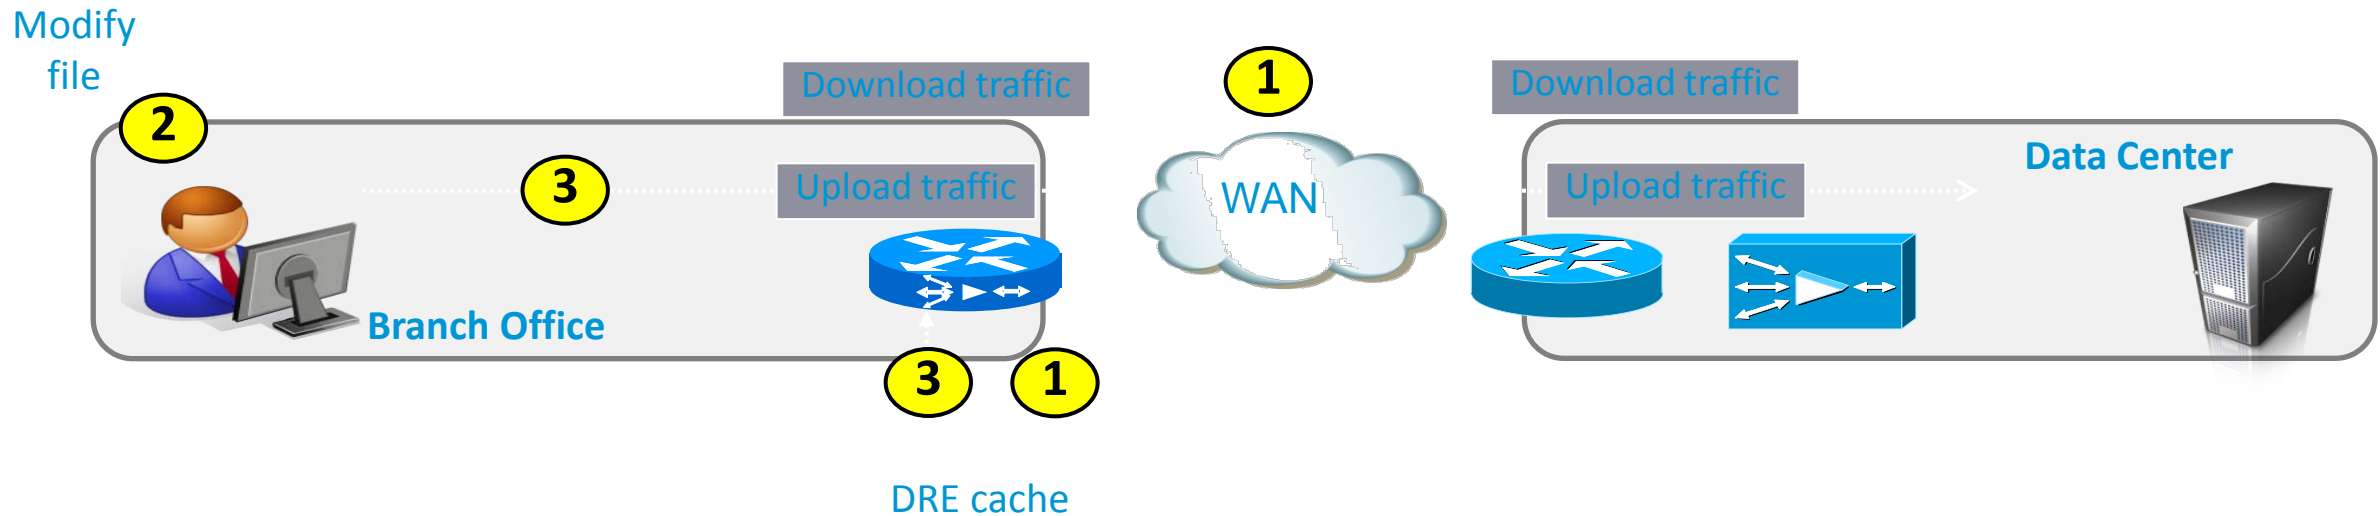 Modify
file
2
Download traffic
1
Download traffic
3
Upload traffic
WAN
Upload traffic
Data Center
Branch Office
3
1
DRE cache